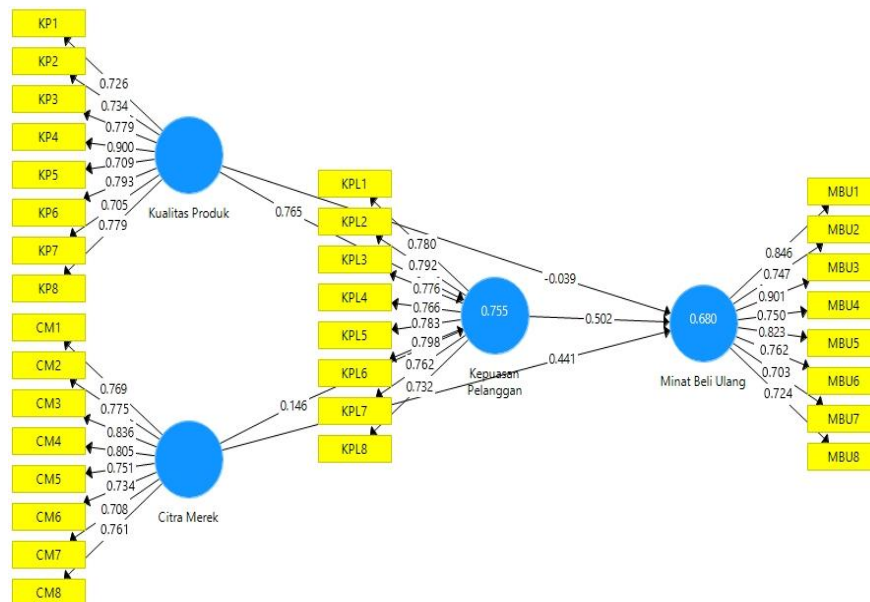 KP1
KP2
KP3
KP4
KP5
KP6
KP7
KP8
0.726
0.734
0.779
0.900
0.709
0.793
0.705
0.779
Kualitas Produk
CM1
CM2
CM3
CM4
CM5
CM6
CM7
CM8
0.769
0.775
0.836
0.805
0.751
0.734
0.708
0.761
Citra Merek
0.765
0.146
KPL1
KPL2
KPL3
KPL4
KPL5
KPL6
KPL7
KPL8
0.780
0.792
0.776
0.766
0.783
0.798
0.762
0.732
0.755
Kepuasan
Pelanggan
-0.039
0.502
0.441
0.680
Minat Beli Ulang
0.846
0.747
0.901
0.750
0.823
0.762
0.703
0.724
MBU1
MBU2
MBU3
MBU4
MBU5
MBU6
MBU7
MBU8